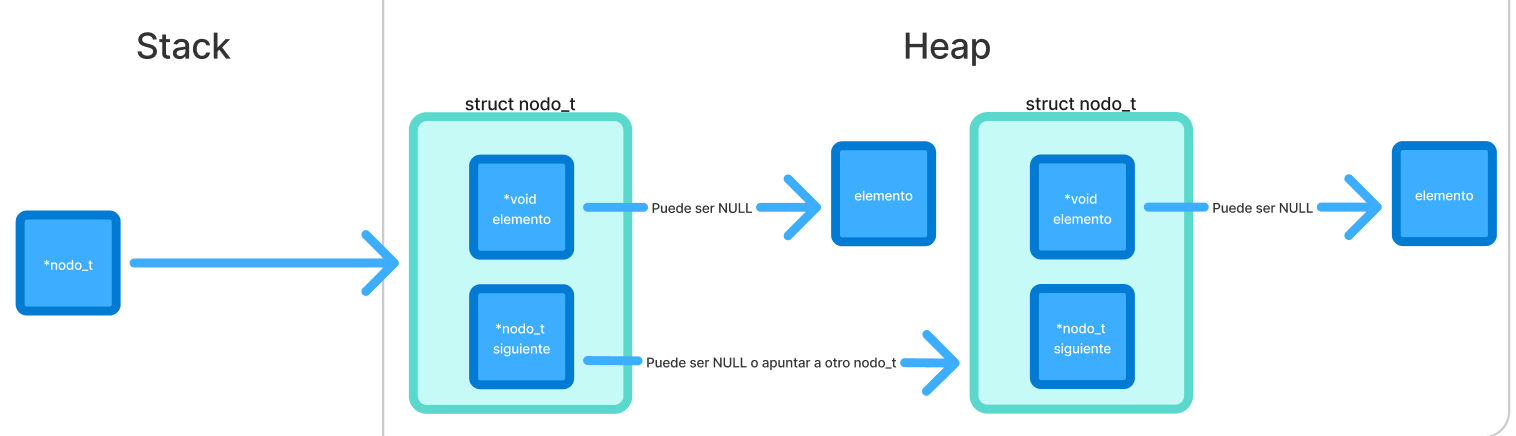 Stack
Heap
struct nodo_t
struct nodo_t
*nodo_t
*void
elemento
Puede ser NULL
elemento
*void
elemento
Puede ser NULL
elemento
*nodo_t
siguiente
Puede ser NULL o apuntar a otro nodo_t
*nodo_t
siguiente